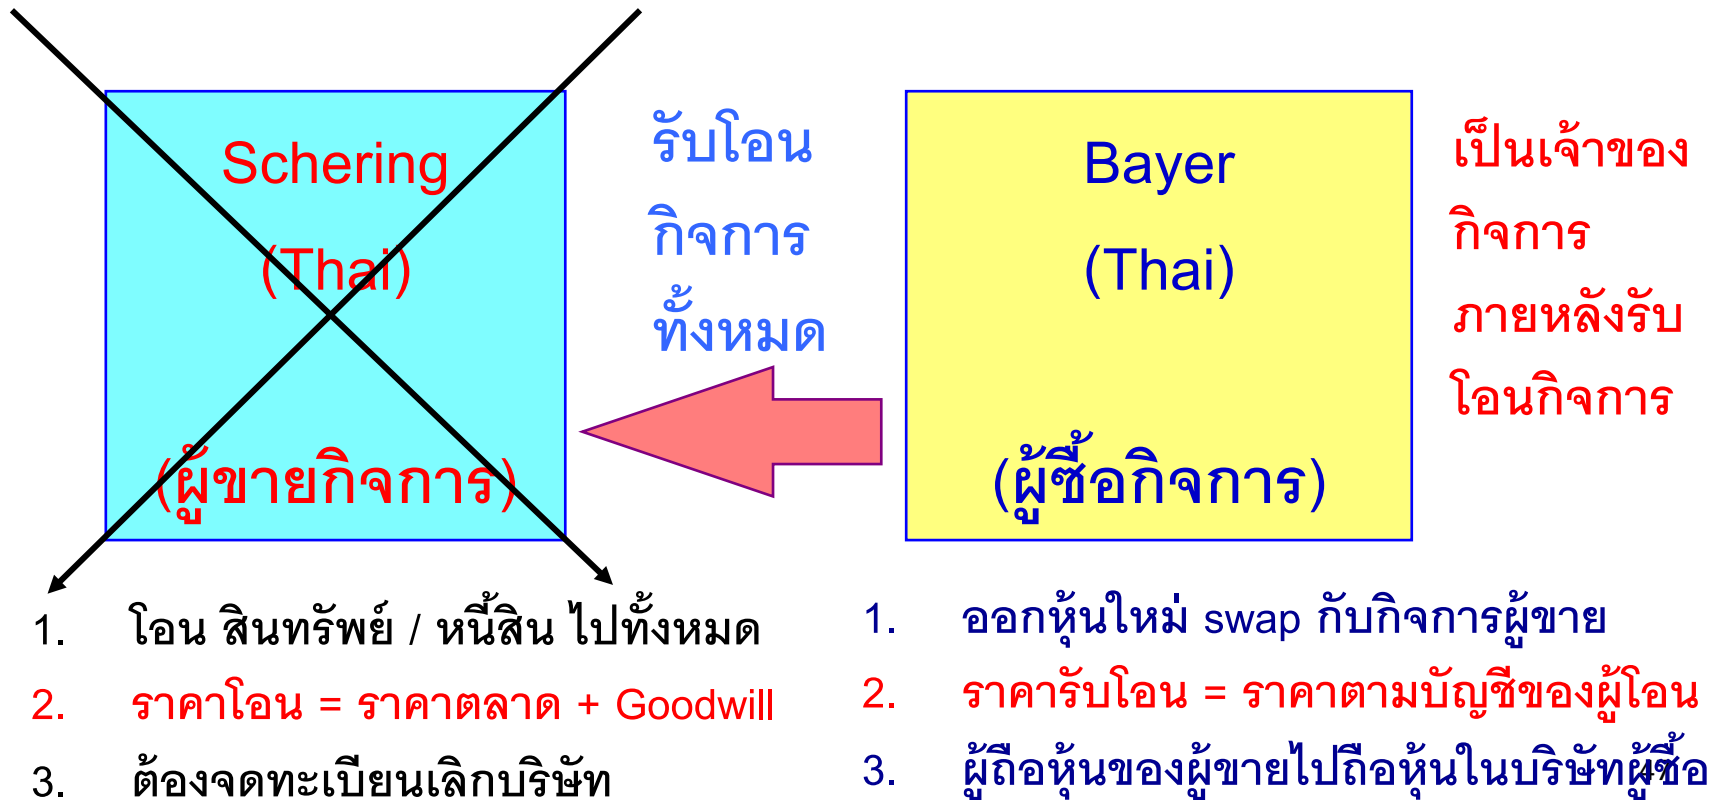 Schering
(Thai)
(ผู้ขายกิจการ)
รับโอน
กิจการ
ทั้งหมด
Bayer
(Thai)
(ผู้ซื้อกิจการ)
เป็นเจ้าของ
กิจการ
ภายหลังรับ
โอนกิจการ
1. โอน สินทรัพย์ / หนี้สิน ไปทั้งหมด
2. ราคาโอน = ราคาตลาด + Goodwill
3. ต้องจดทะเบียนเลิกบริษัท
1. ออกหุ้นใหม่ swap กับกิจการผู้ขาย
2. ราคารับโอน = ราคาตามบัญชีของผู้โอน
3. ผู้ถือหุ้นของผู้ขายไปถือหุ้นในบริษัทผู้ซื้อ